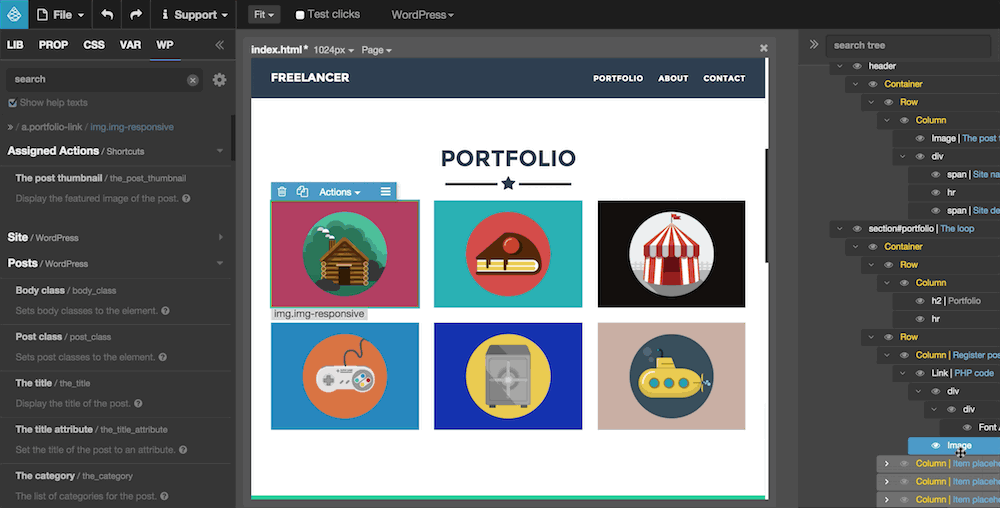 File Support Fit Test clicks WordPress
LIB PROP CSS VAR WP
search
Show help texts
» / a.portfolio-link / img.img-responsive
Assigned Actions / Shortcuts
The post thumbnail / the_post_thumbnail
Display the featured image of the post.
Site / WordPress
Posts / WordPress
Body class / body_class
Sets body classes to the element.
Post class / post_class
Sets post classes to the element.
The title / the_title
Display the title of the post.
The title attribute / the_title_attribute
Set the title of the post to an attribute.
The category / the_category
The list of categories for the post.
index.html* 1024px Page
FREELANCER PORTFOLIO ABOUT CONTACT
PORTFOLIO
Actions
img.img-responsive
search tree
header
Container
Row
Column
Image | The post
div
span | Site na
hr
span | Site de
section#portfolio | The loop
Container
Row
Column
h2 | Portfolio
hr
Row
Column | Register pos
Link | PHP code
div
div
Font
Image
Column | Item placeh
Column | Item placeh
Column | Item placeh